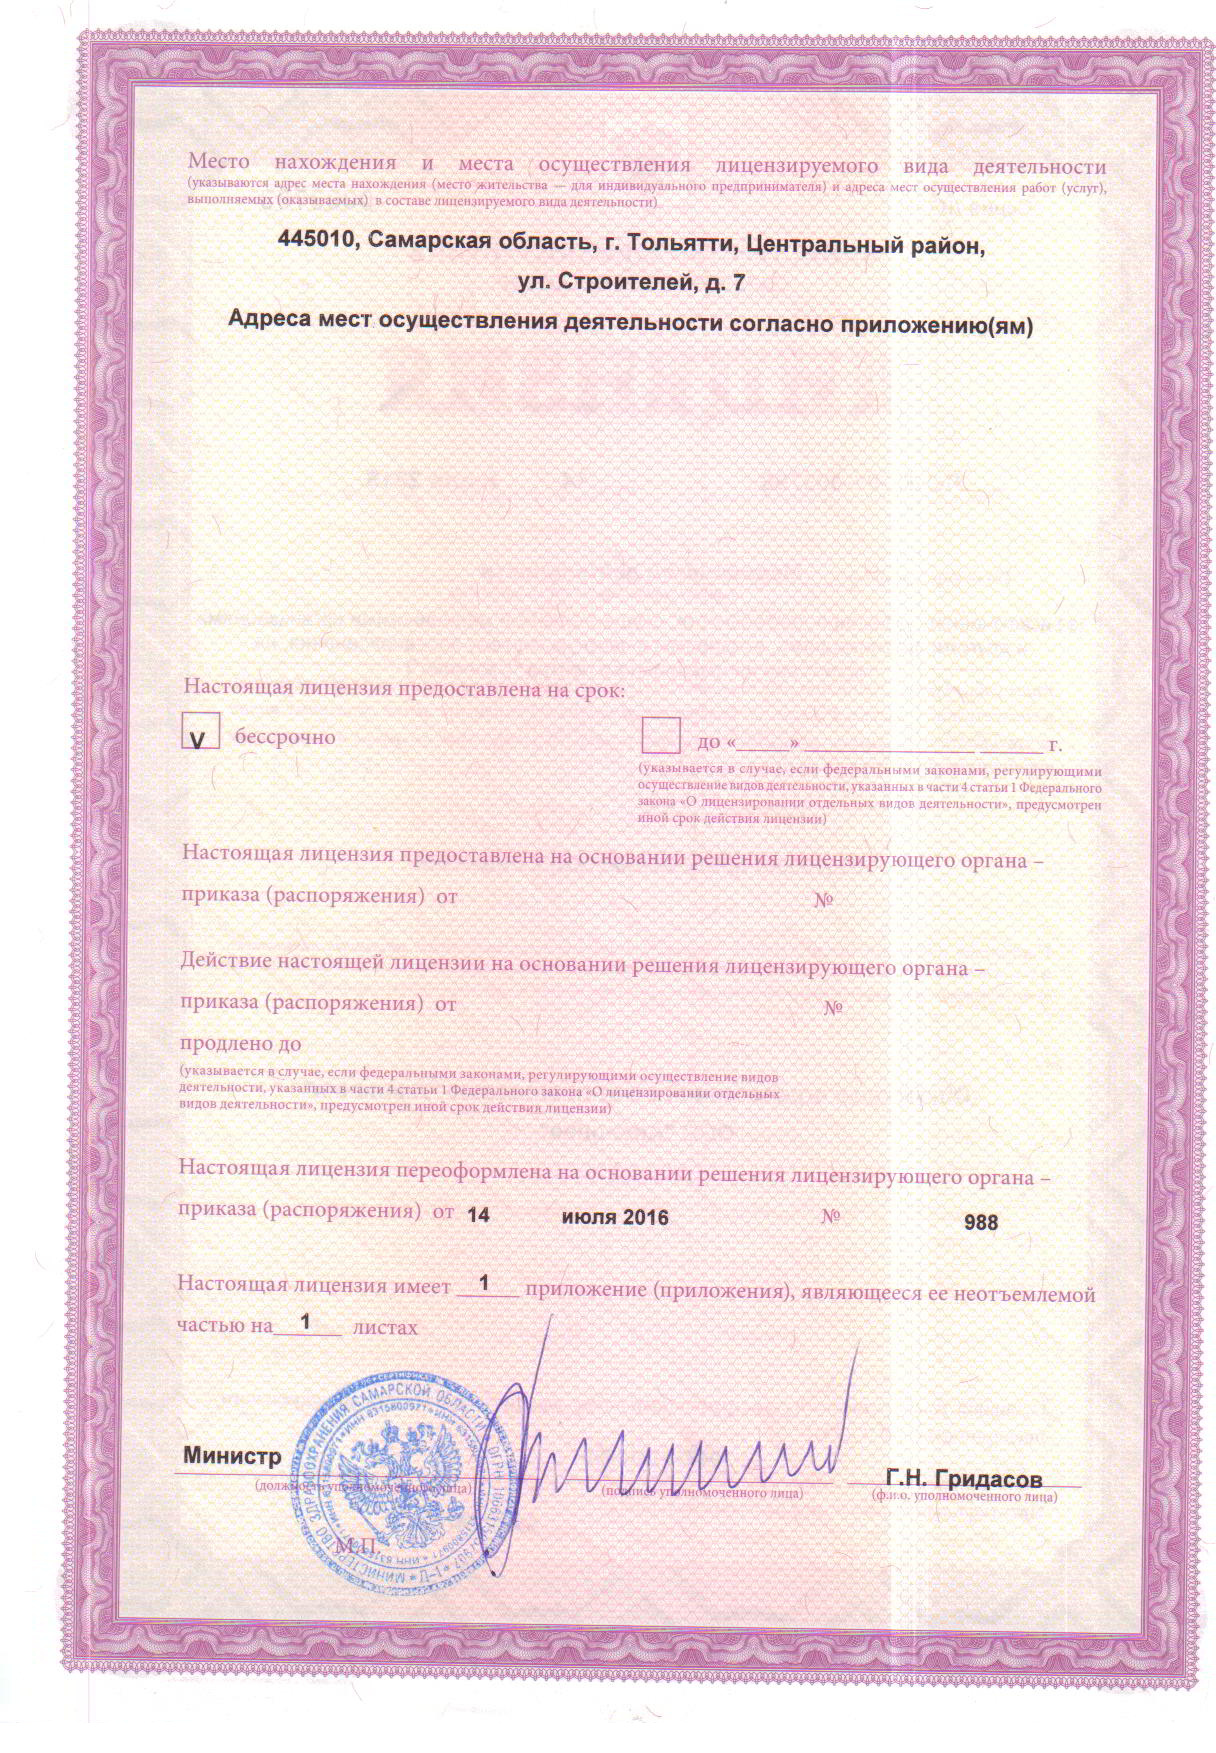 Место нахождения и места осуществления лицензируемого вида деятельности
(указываются адрес места нахождения (место жительства — для индивидуального предпринимателя) и адреса мест осуществления работ (услуг),
выполняемых (оказываемых) в составе лицензируемого вида деятельности)
445010, Самарская область, г. Тольятти, Центральный район,
ул. Строителей, д. 7
Адреса мест осуществления деятельности согласно приложению(ям)
Настоящая лицензия предоставлена на срок:
V бессрочно
до «____» ____________ _____ г.
(указывается в случае, если федеральными законами, регулирующими
осуществление видов деятельности, указанных в части 4 статьи 1 Федерального
закона «О лицензировании отдельных видов деятельности», предусмотрен
иной срок действия лицензии)
Настоящая лицензия предоставлена на основании решения лицензирующего органа –
приказа (распоряжения) от №
Действие настоящей лицензии на основании решения лицензирующего органа –
приказа (распоряжения) от №
продлено до
(указывается в случае, если федеральными законами, регулирующими осуществление видов
деятельности, указанных в части 4 статьи 1 Федерального закона «О лицензировании отдельных
видов деятельности», предусмотрен иной срок действия лицензии)
Настоящая лицензия переоформлена на основании решения лицензирующего органа –
приказа (распоряжения) от 14 июля 2016 № 988
Настоящая лицензия имеет 1 приложение (приложения), являющееся ее неотъемлемой
частью на 1 листах
Министр
Г.Н. Гридасов
(должность уполномоченного лица)
(подпись уполномоченного лица)
(ф.и.о. уполномоченного лица)
М.П.
МИНИСТЕРСТВО ЗДРАВООХРАНЕНИЯ САМАРСКОЙ ОБЛАСТИ
ИНН 6315800971